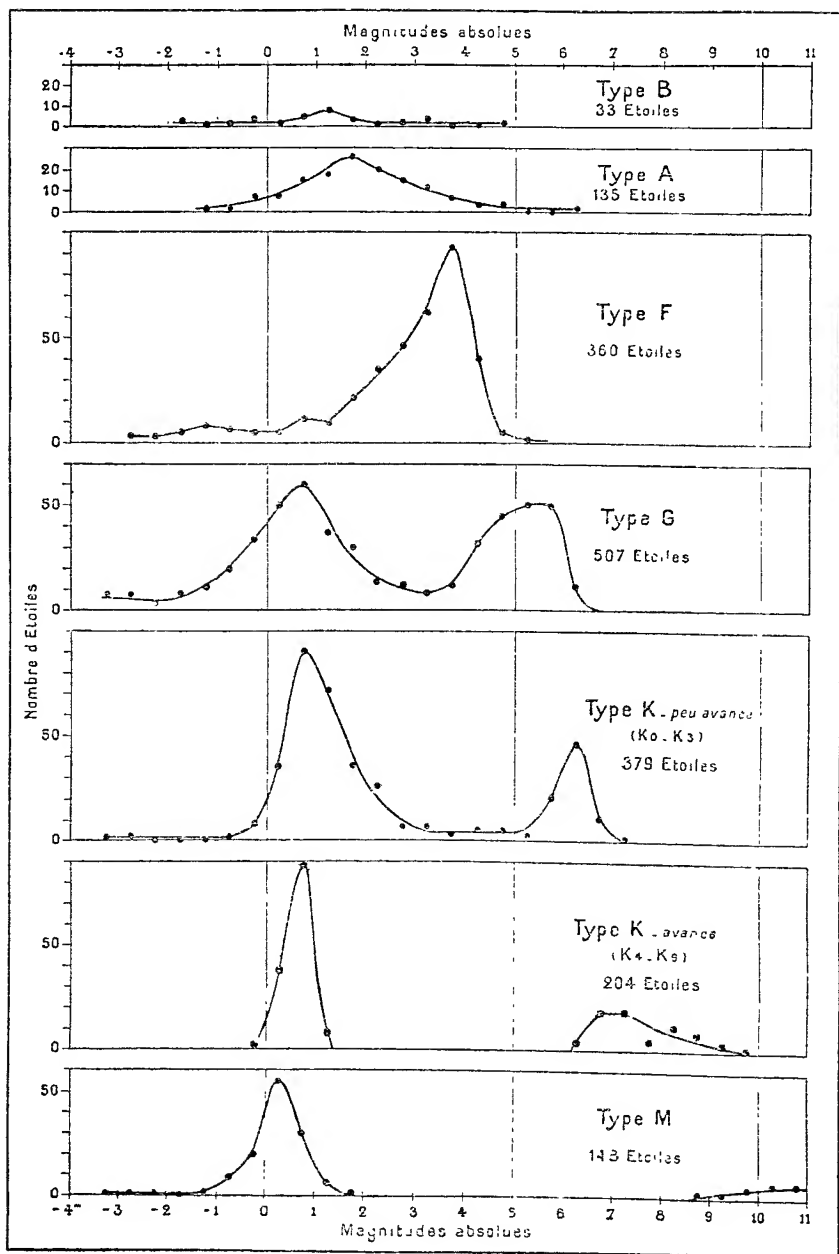 Magnitudes absolues
-4 -3 -2 -1 0 1 2 3 4 5 6 7 8 9 10 11
20
10
0
Type B
33 Etoiles
20
10
0
Type A
135 Etoiles
50
0
Type F
360 Etoiles
50
0
Type G
507 Etoiles
Nombre d'Etoiles
50
0
Type K - peu avance
(K0-K3)
379 Etoiles
50
0
Type K - avance
(K4-K9)
204 Etoiles
50
0
Type M
143 Etoiles
-4 -3 -2 -1 0 1 2 3 4 5 6 7 8 9 10 11
Magnitudes absolues